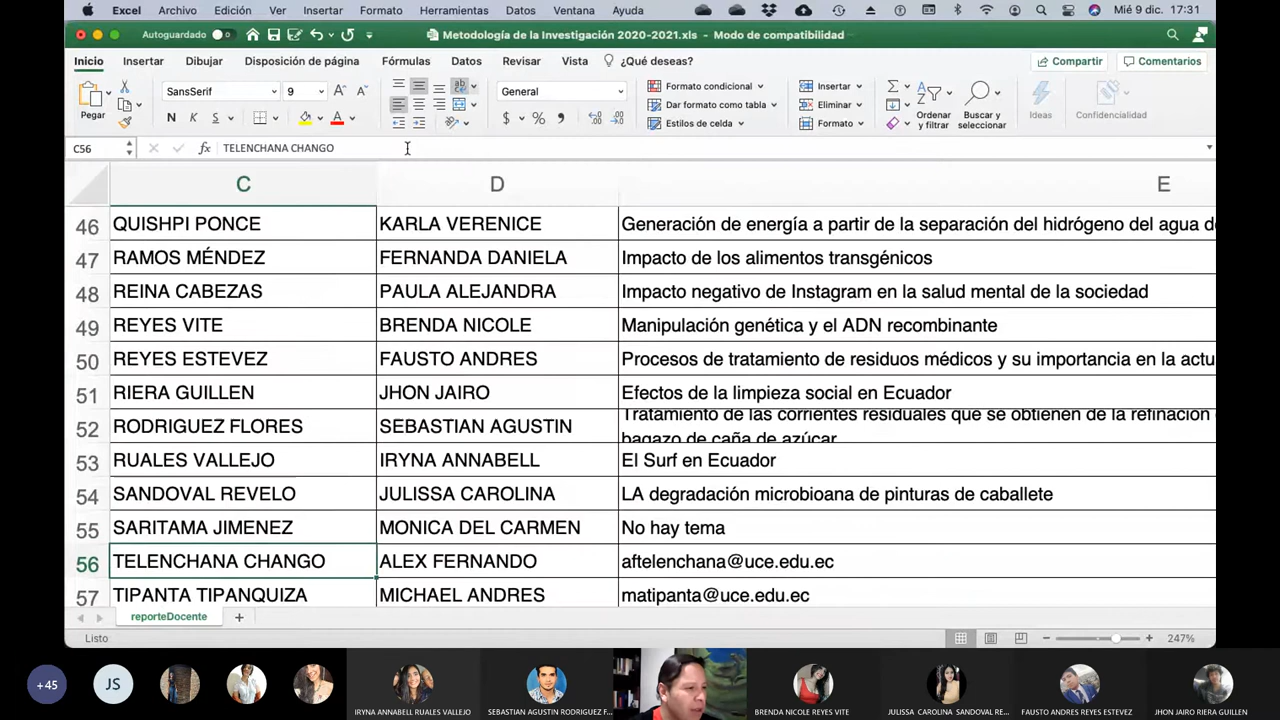 Excel Archivo Edición Ver Insertar Formato Herramientas Datos Ventana Ayuda Mié 9 dic. 17:31
Autoguardado Metodología de la Investigación 2020-2021.xls - Modo de compatibilidad
Inicio Insertar Dibujar Disposición de página Fórmulas Datos Revisar Vista ¿Qué deseas? Compartir Comentarios
SansSerif 9 General Formato condicional Insertar
Dar formato como tabla Eliminar
Pegar N K S Estilos de celda Formato Ordenar y filtrar Buscar y seleccionar Ideas Confidencialidad
C56 fx TELENCHANA CHANGO
C D E
46 QUISHPI PONCE KARLA VERENICE Generación de energía a partir de la separación del hidrógeno del agua d
47 RAMOS MÉNDEZ FERNANDA DANIELA Impacto de los alimentos transgénicos
48 REINA CABEZAS PAULA ALEJANDRA Impacto negativo de Instagram en la salud mental de la sociedad
49 REYES VITE BRENDA NICOLE Manipulación genética y el ADN recombinante
50 REYES ESTEVEZ FAUSTO ANDRES Procesos de tratamiento de residuos médicos y su importancia en la actu
51 RIERA GUILLEN JHON JAIRO Efectos de la limpieza social en Ecuador
52 RODRIGUEZ FLORES SEBASTIAN AGUSTIN Tratamiento de las corrientes residuales que se obtienen de la refinación
bagazo de caña de azúcar
53 RUALES VALLEJO IRYNA ANNABELL El Surf en Ecuador
54 SANDOVAL REVELO JULISSA CAROLINA LA degradación microbioana de pinturas de caballete
55 SARITAMA JIMENEZ MONICA DEL CARMEN No hay tema
56 TELENCHANA CHANGO ALEX FERNANDO aftelenchana@uce.edu.ec
57 TIPANTA TIPANQUIZA MICHAEL ANDRES matipanta@uce.edu.ec
reporteDocente +
Listo 247%
+45 JS
IRYNA ANNABELL RUALES VALLEJO SEBASTIAN AGUSTIN RODRIGUEZ F... BRENDA NICOLE REYES VITE JULISSA CAROLINA SANDOVAL RE... FAUSTO ANDRES REYES ESTEVEZ JHON JAIRO RIERA GUILLEN